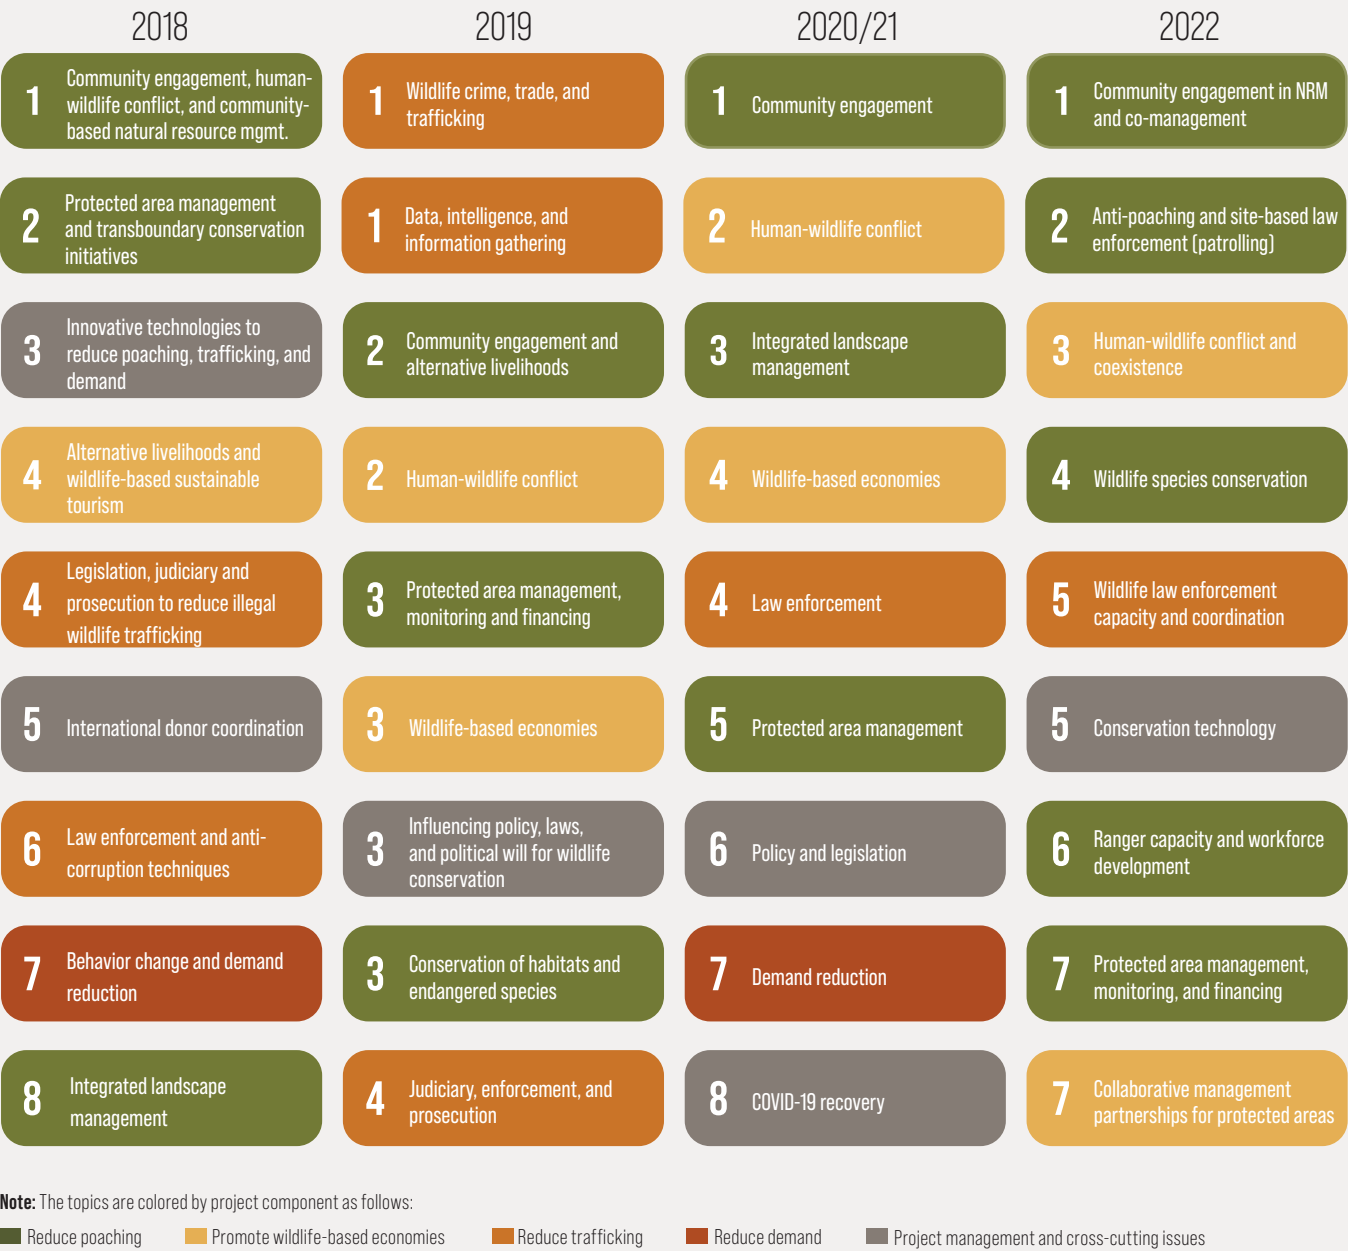 2018
2019
2020/21
2022
1
Community engagement, human-
wildlife conflict, and community-
based natural resource mgmt.
1
Wildlife crime, trade, and
trafficking
1
Community engagement
1
Community engagement in NRM
and co-management
2
Protected area management
and transboundary conservation
initiatives
1
Data, intelligence, and
information gathering
2
Human-wildlife conflict
2
Anti-poaching and site-based law
enforcement (patrolling)
3
Innovative technologies to
reduce poaching, trafficking, and
demand
2
Community engagement and
alternative livelihoods
3
Integrated landscape
management
3
Human-wildlife conflict and
coexistence
4
Alternative livelihoods and
wildlife-based sustainable
tourism
2
Human-wildlife conflict
4
Wildlife-based economies
4
Wildlife species conservation
4
Legislation, judiciary and
prosecution to reduce illegal
wildlife trafficking
3
Protected area management,
monitoring and financing
4
Law enforcement
5
Wildlife law enforcement
capacity and coordination
5
International donor coordination
3
Wildlife-based economies
5
Protected area management
5
Conservation technology
6
Law enforcement and anti-
corruption techniques
3
Influencing policy, laws,
and political will for wildlife
conservation
6
Policy and legislation
6
Ranger capacity and workforce
development
7
Behavior change and demand
reduction
3
Conservation of habitats and
endangered species
7
Demand reduction
7
Protected area management,
monitoring, and financing
8
Integrated landscape
management
4
Judiciary, enforcement, and
prosecution
8
COVID-19 recovery
7
Collaborative management
partnerships for protected areas
Note: The topics are colored by project component as follows:
Reduce poaching
Promote wildlife-based economies
Reduce trafficking
Reduce demand
Project management and cross-cutting issues